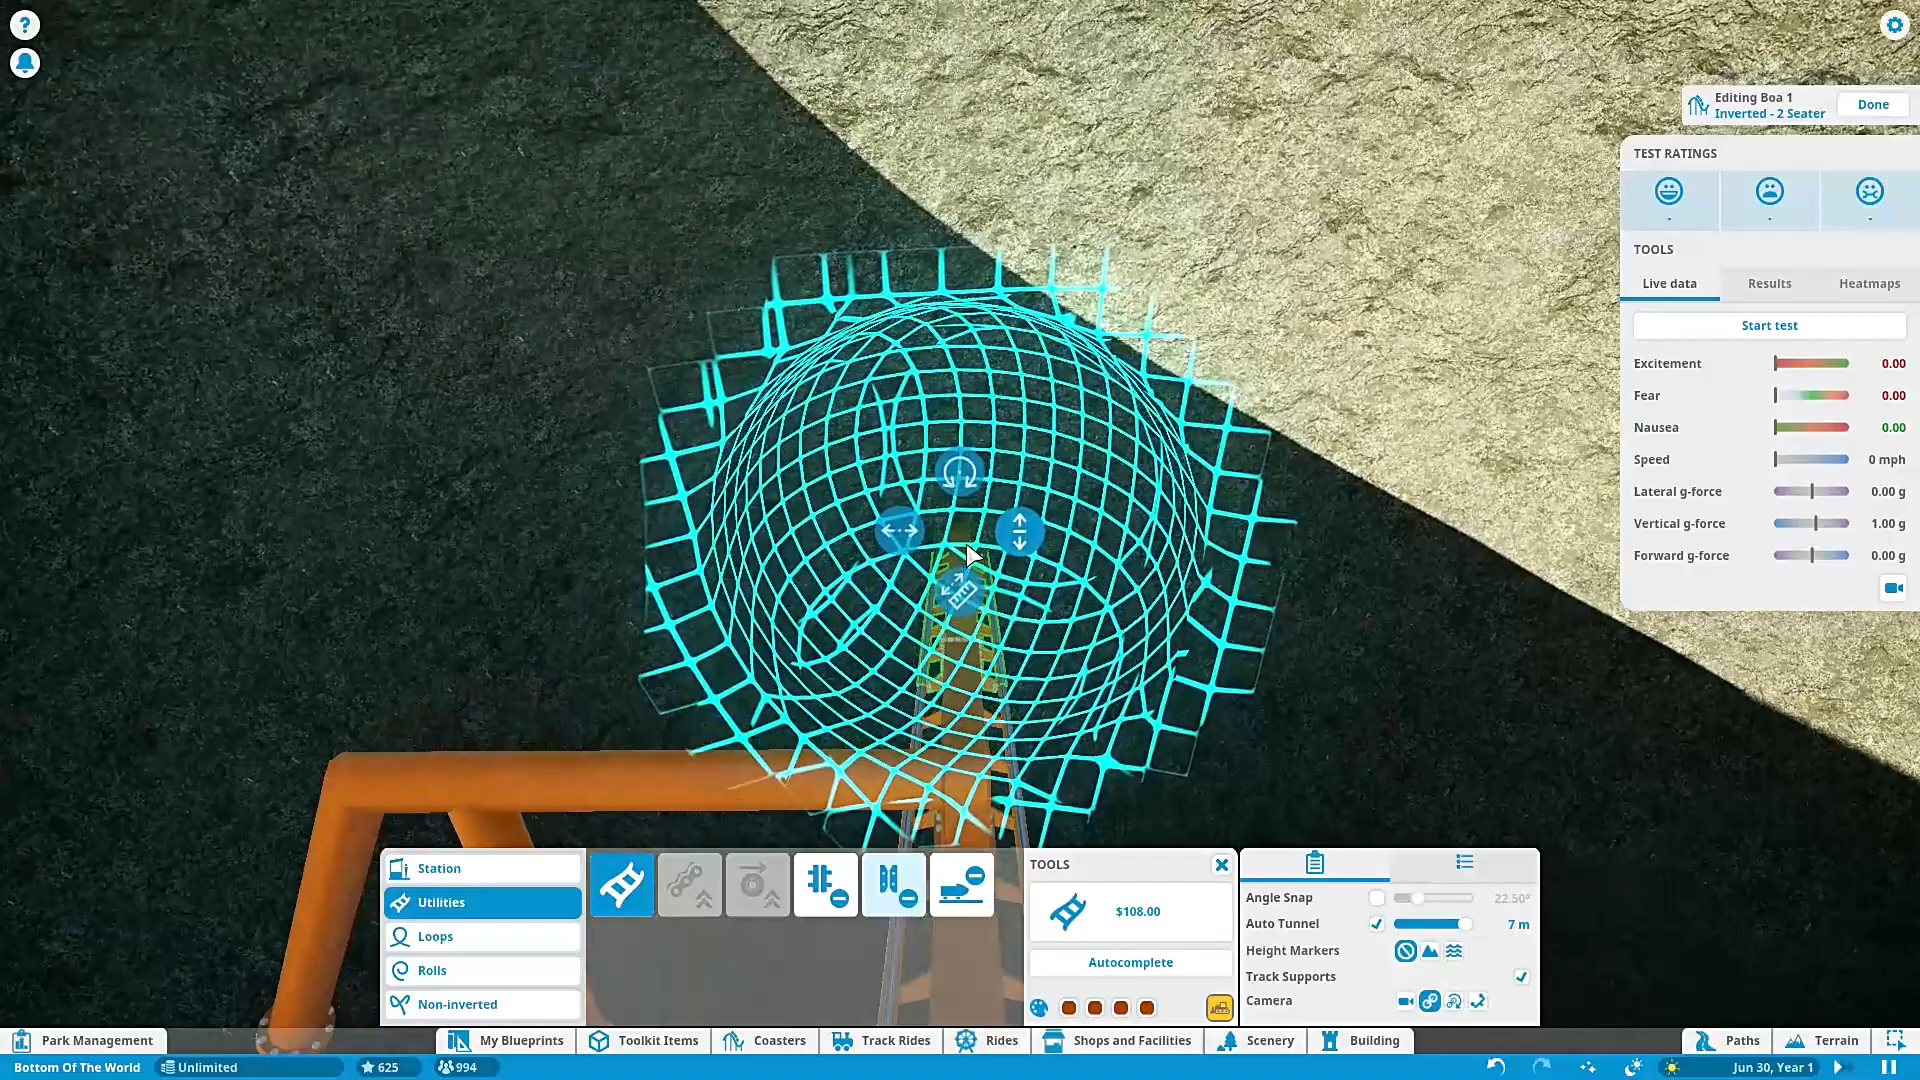 ?
Editing Boa 1
Inverted - 2 Seater
Done
TEST RATINGS
- - -
TOOLS
Live data Results Heatmaps
Start test
Excitement 0.00
Fear 0.00
Nausea 0.00
Speed 0 mph
Lateral g-force 0.00 g
Vertical g-force 1.00 g
Forward g-force 0.00 g
Station
Utilities
Loops
Rolls
Non-inverted
TOOLS
$108.00
Autocomplete
Angle Snap 22.50°
Auto Tunnel 7 m
Height Markers
Track Supports
Camera
Park Management My Blueprints Toolkit Items Coasters Track Rides Rides Shops and Facilities Scenery Building Paths Terrain
Bottom Of The World Unlimited 625 994 Jun 30, Year 1